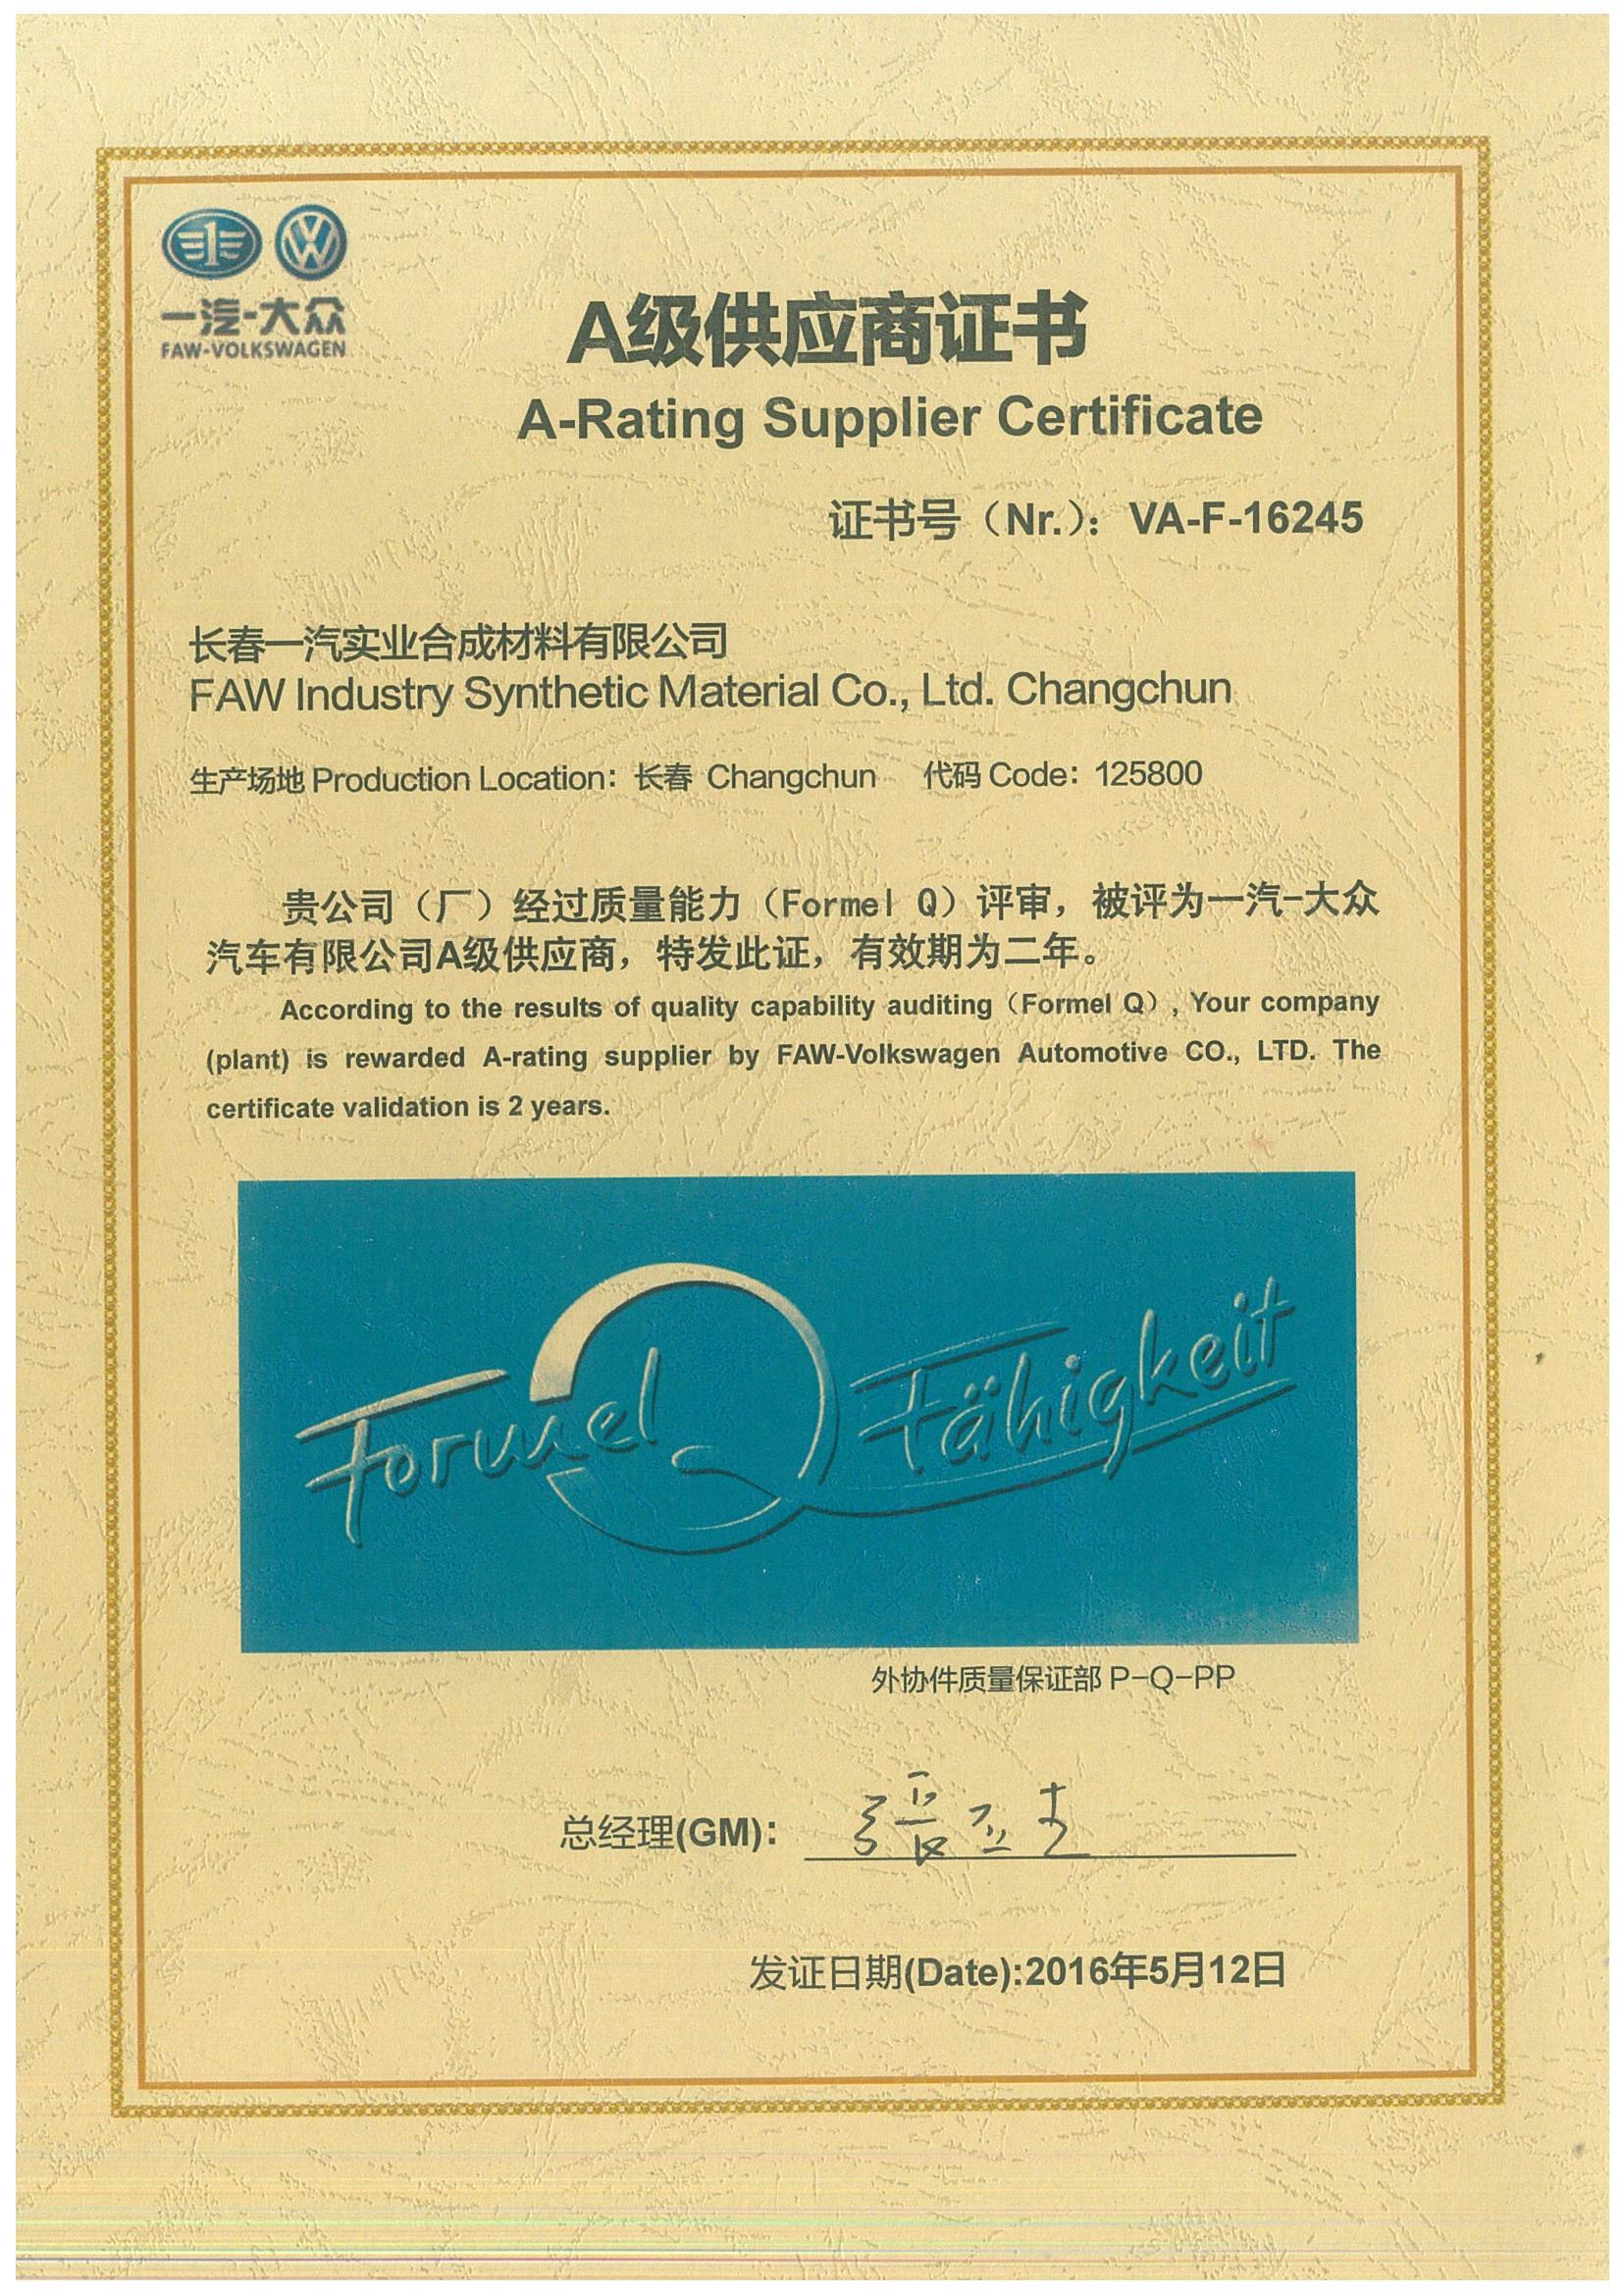 一汽-大众
FAW-VOLKSWAGEN
A级供应商证书
A-Rating Supplier Certificate
证书号（Nr.）：VA-F-16245
长春一汽实业合成材料有限公司
FAW Industry Synthetic Material Co., Ltd. Changchun
生产场地 Production Location：长春 Changchun 代码 Code：125800
贵公司（厂）经过质量能力（Formel Q）评审，被评为一汽-大众
汽车有限公司A级供应商，特发此证，有效期为二年。
According to the results of quality capability auditing（Formel Q）, Your company
(plant) is rewarded A-rating supplier by FAW-Volkswagen Automotive CO., LTD. The
certificate validation is 2 years.
Formel Q Fähigkeit
外协件质量保证部 P-Q-PP
总经理(GM)：
发证日期(Date):2016年5月12日